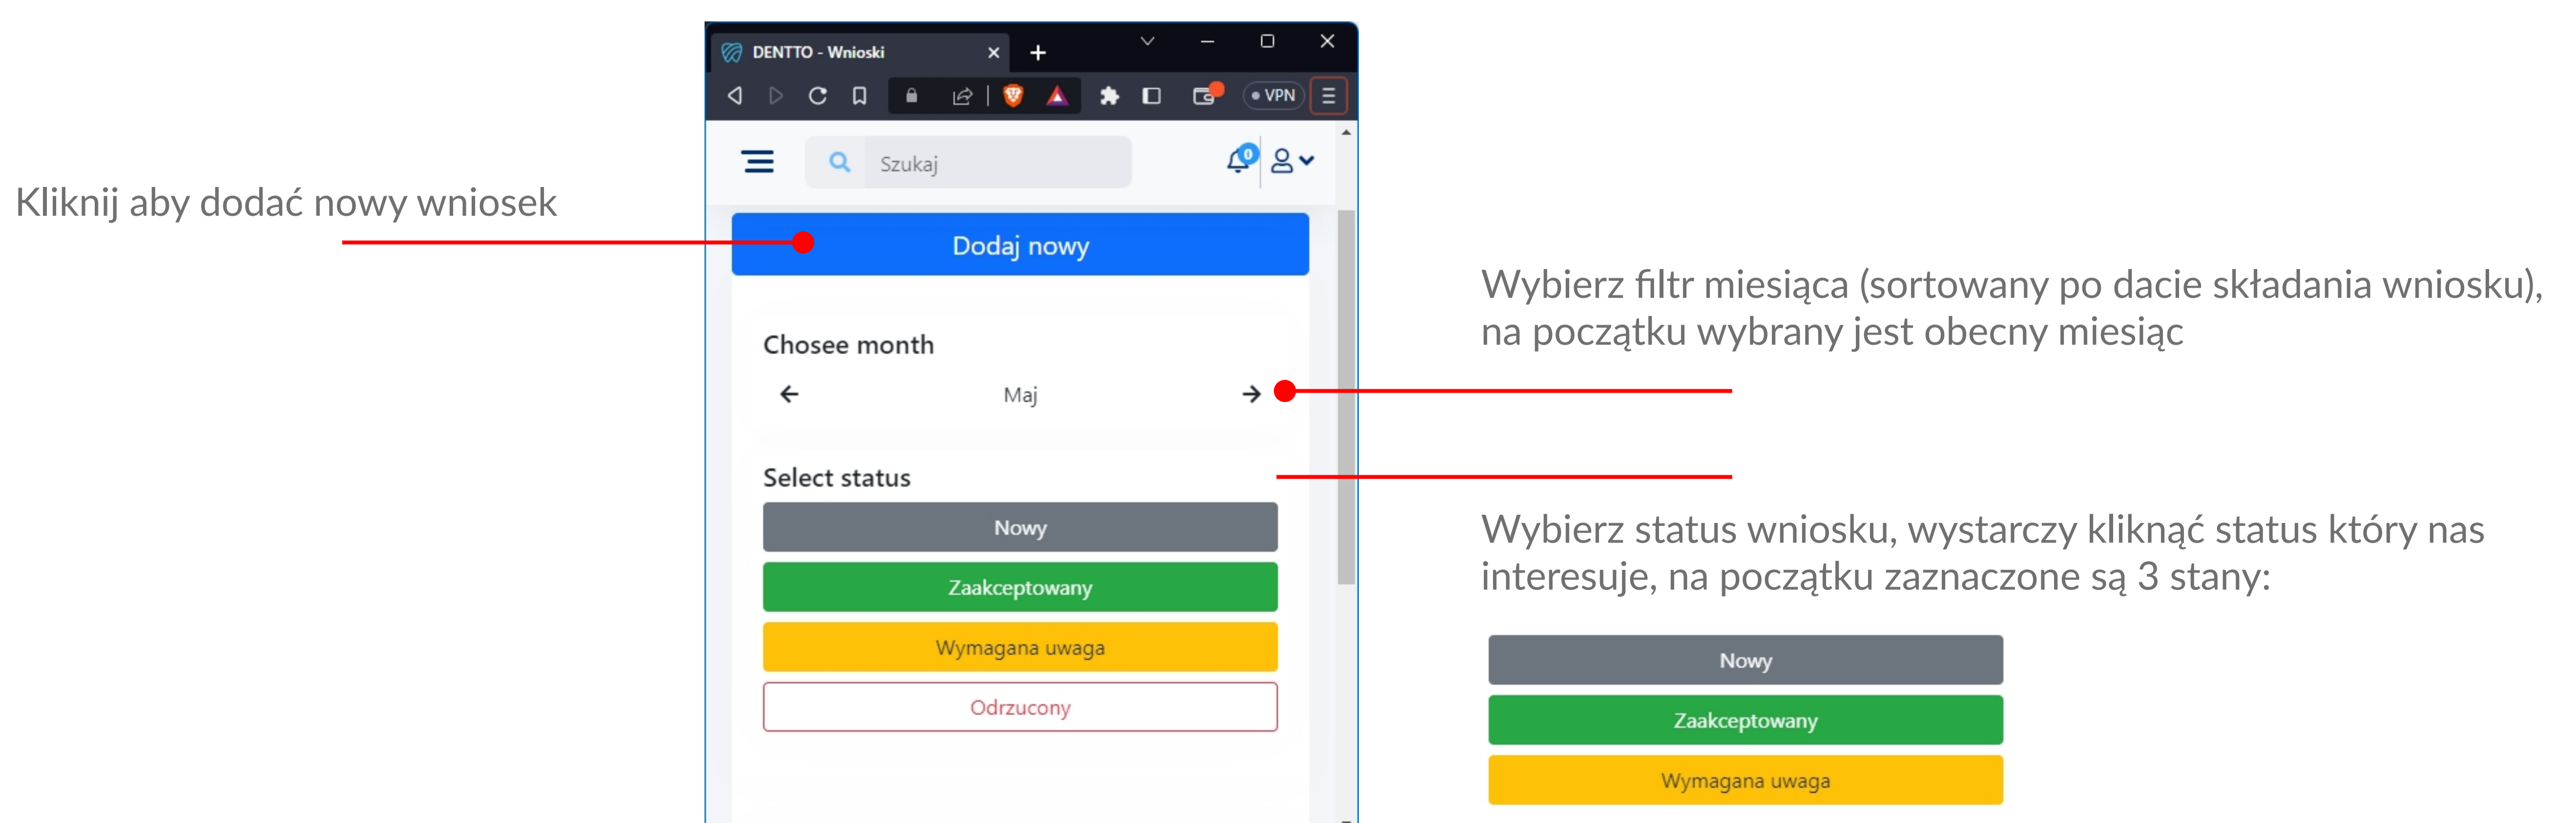 DENTTO - Wnioski
VPN
Szukaj
0
Kliknij aby dodać nowy wniosek
Dodaj nowy
Wybierz filtr miesiąca (sortowany po dacie składania wniosku),
na początku wybrany jest obecny miesiąc
Chosee month
Maj
Select status
Nowy
Zaakceptowany
Wymagana uwaga
Odrzucony
Wybierz status wniosku, wystarczy kliknąć status który nas
interesuje, na początku zaznaczone są 3 stany:
Nowy
Zaakceptowany
Wymagana uwaga